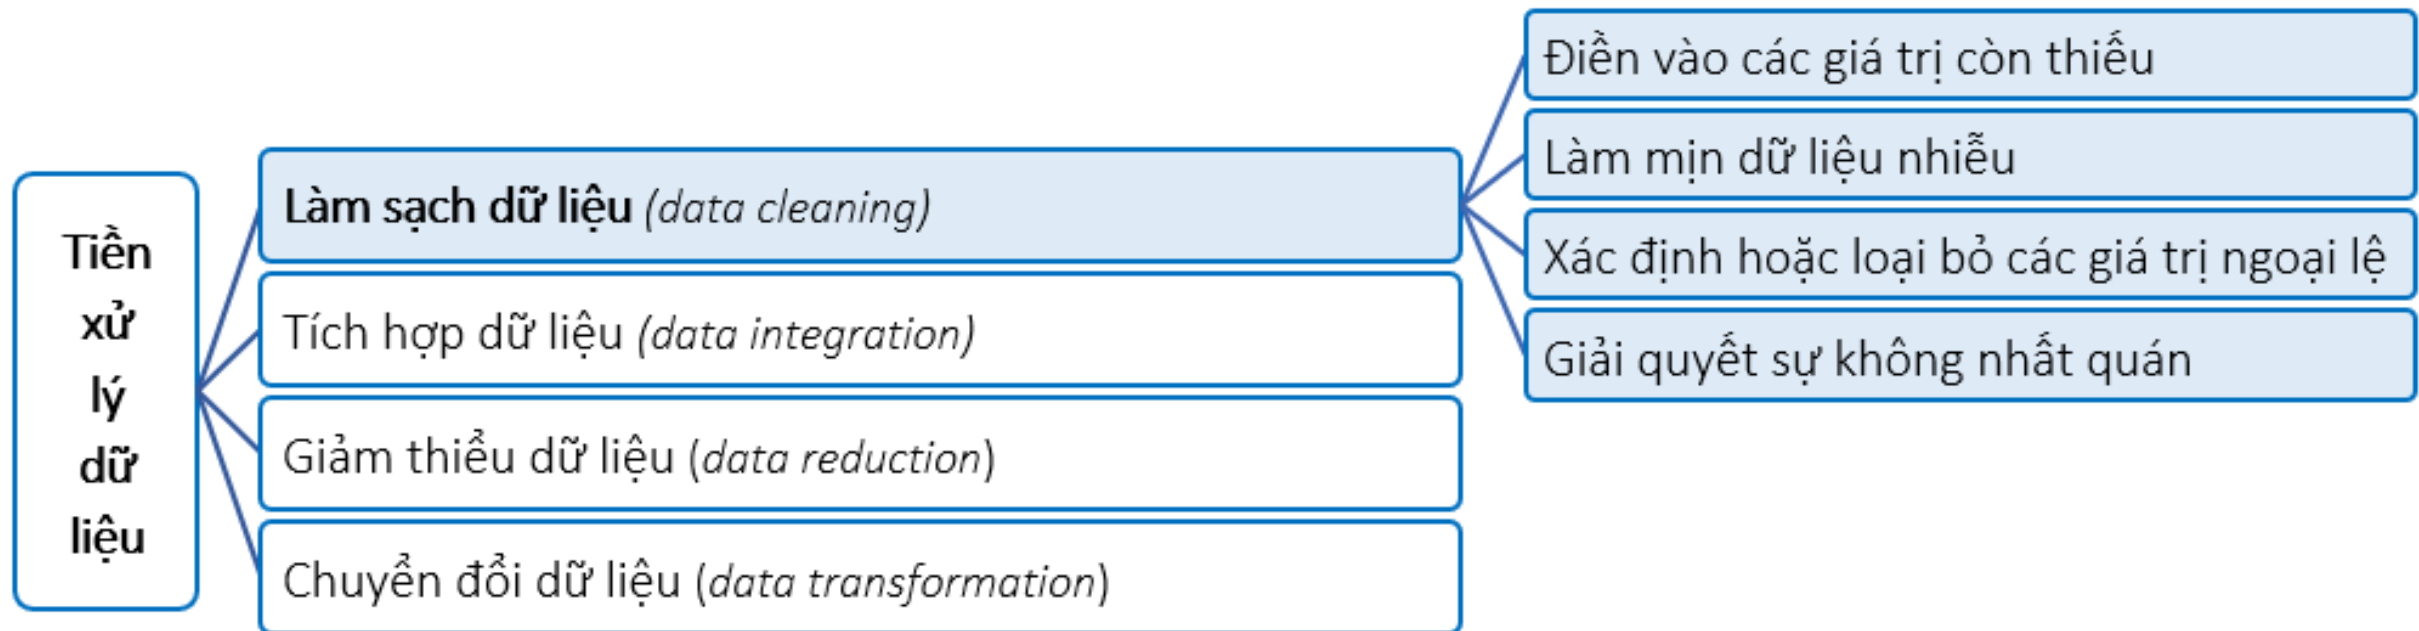 Tiền
xử
lý
dữ
liệu
Làm sạch dữ liệu (data cleaning)
Tích hợp dữ liệu (data integration)
Giảm thiểu dữ liệu (data reduction)
Chuyển đổi dữ liệu (data transformation)
Điền vào các giá trị còn thiếu
Làm mịn dữ liệu nhiễu
Xác định hoặc loại bỏ các giá trị ngoại lệ
Giải quyết sự không nhất quán